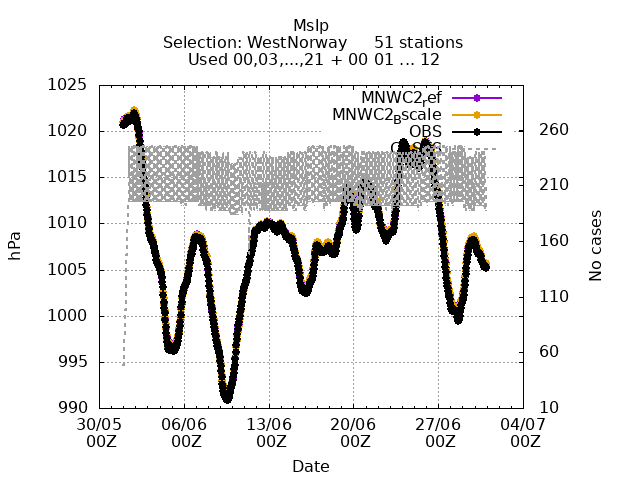 Mslp
Selection: WestNorway 51 stations
Used 00,03,...,21 + 00 01 ... 12
1025
1020
1015
1010
1005
1000
995
990
hPa
MNWC2ref
MNWC2Bscale
OBS
260
210
160
110
60
10
No cases
30/05 06/06 13/06 20/06 27/06 04/07
00Z 00Z 00Z 00Z 00Z 00Z
Date